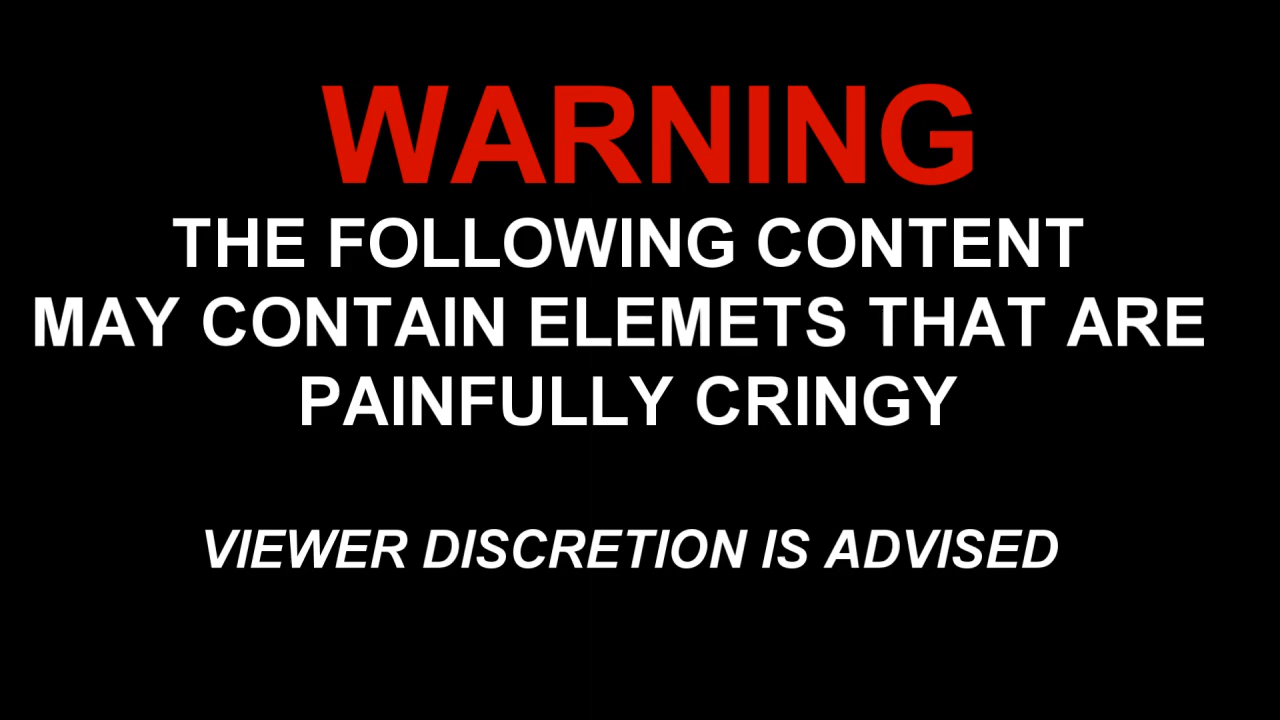 WARNING
THE FOLLOWING CONTENT
MAY CONTAIN ELEMETS THAT ARE
PAINFULLY CRINGY
VIEWER DISCRETION IS ADVISED